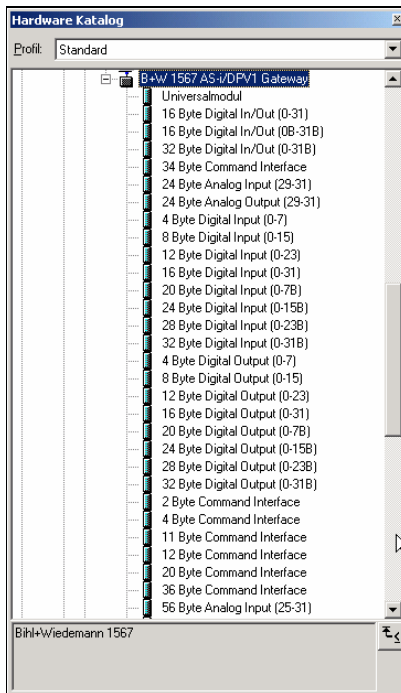 Hardware Katalog
Profil: Standard
B+W 1567 AS-i/DPV1 Gateway
Universalmodul
16 Byte Digital In/Out (0-31)
16 Byte Digital In/Out (0B-31B)
32 Byte Digital In/Out (0-31B)
34 Byte Command Interface
24 Byte Analog Input (29-31)
24 Byte Analog Output (29-31)
4 Byte Digital Input (0-7)
8 Byte Digital Input (0-15)
12 Byte Digital Input (0-23)
16 Byte Digital Input (0-31)
20 Byte Digital Input (0-7B)
24 Byte Digital Input (0-15B)
28 Byte Digital Input (0-23B)
32 Byte Digital Input (0-31B)
4 Byte Digital Output (0-7)
8 Byte Digital Output (0-15)
12 Byte Digital Output (0-23)
16 Byte Digital Output (0-31)
20 Byte Digital Output (0-7B)
24 Byte Digital Output (0-15B)
28 Byte Digital Output (0-23B)
32 Byte Digital Output (0-31B)
2 Byte Command Interface
4 Byte Command Interface
11 Byte Command Interface
12 Byte Command Interface
20 Byte Command Interface
36 Byte Command Interface
56 Byte Analog Input (25-31)
Bihl+Wiedemann 1567